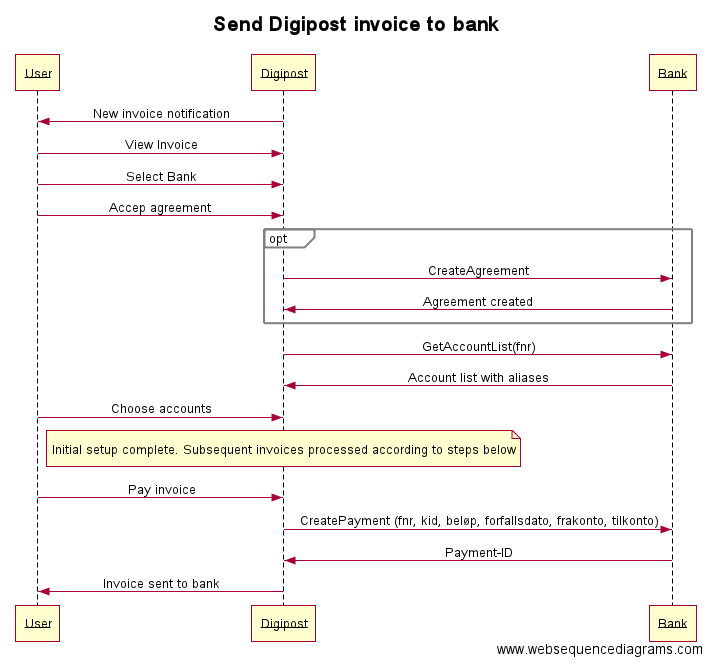 Send Digipost invoice to bank
User Digipost Bank
New invoice notification
View Invoice
Select Bank
Accep agreement
opt
CreateAgreement
Agreement created
GetAccountList(fnr)
Account list with aliases
Choose accounts
Initial setup complete. Subsequent invoices processed according to steps below
Pay invoice
CreatePayment (fnr, kid, beløp, forfallsdato, frakonto, tilkonto)
Payment-ID
Invoice sent to bank
User Digipost Bank
www.websequencediagrams.com